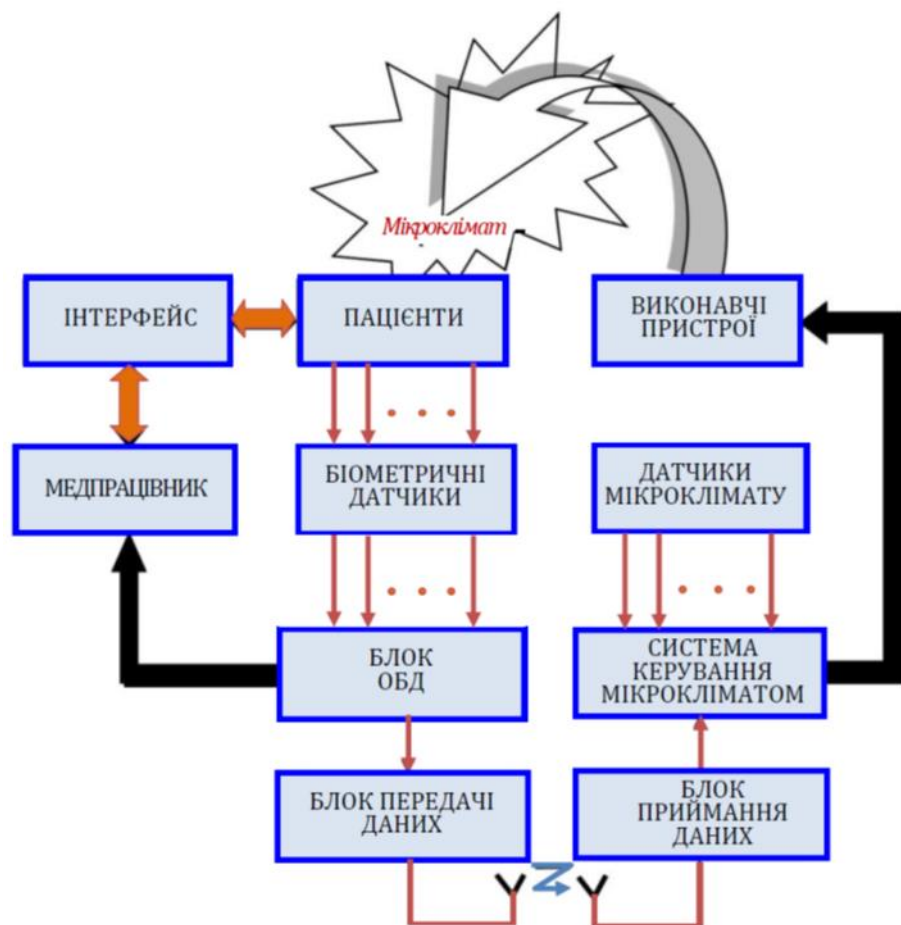 Мікроклімат
ІНТЕРФЕЙС
ПАЦІЄНТИ
ВИКОНАВЧІ
ПРИСТРОЇ
МЕДПРАЦІВНИК
БІОМЕТРИЧНІ
ДАТЧИКИ
ДАТЧИКИ
МІКРОКЛІМАТУ
БЛОК
ОБД
СИСТЕМА
КЕРУВАННЯ
МІКРОКЛІМАТОМ
БЛОК ПЕРЕДАЧІ
ДАНИХ
БЛОК
ПРИЙМАННЯ
ДАНИХ